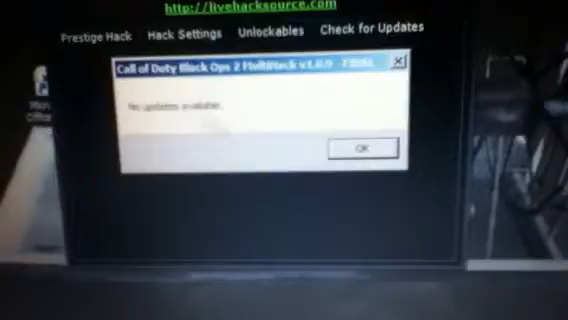 http://livehacksource.com
Prestige Hack Hack Settings Unlockables Check for Updates
Call of Duty Black Ops 2 MultiHack v1.0.9
No updates available.
OK